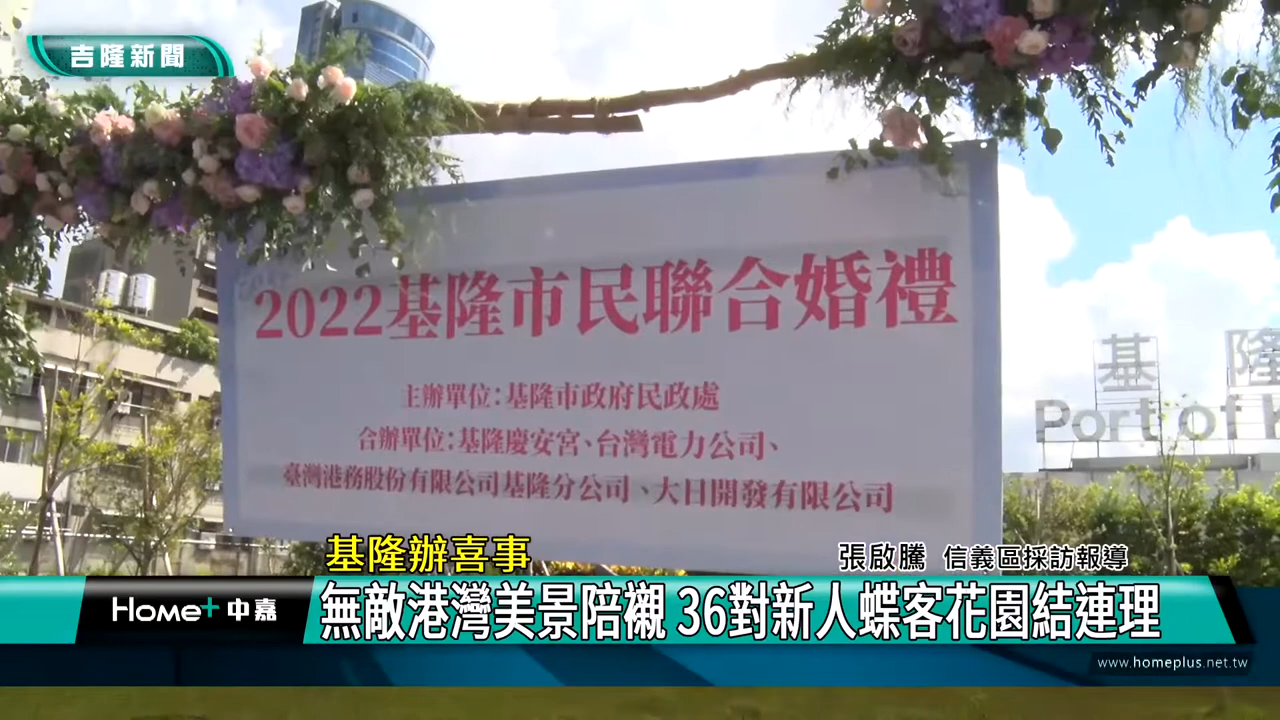 吉隆新聞
2022基隆市民聯合婚禮
主辦單位:基隆市政府民政處
合辦單位:基隆慶安宮、台灣電力公司、
臺灣港務股份有限公司基隆分公司、大日開發有限公司
基隆
Port of
基隆辦喜事
張啟騰 信義區採訪報導
Home+中嘉
無敵港灣美景陪襯 36對新人蝶客花園結連理
www.homeplus.net.tw